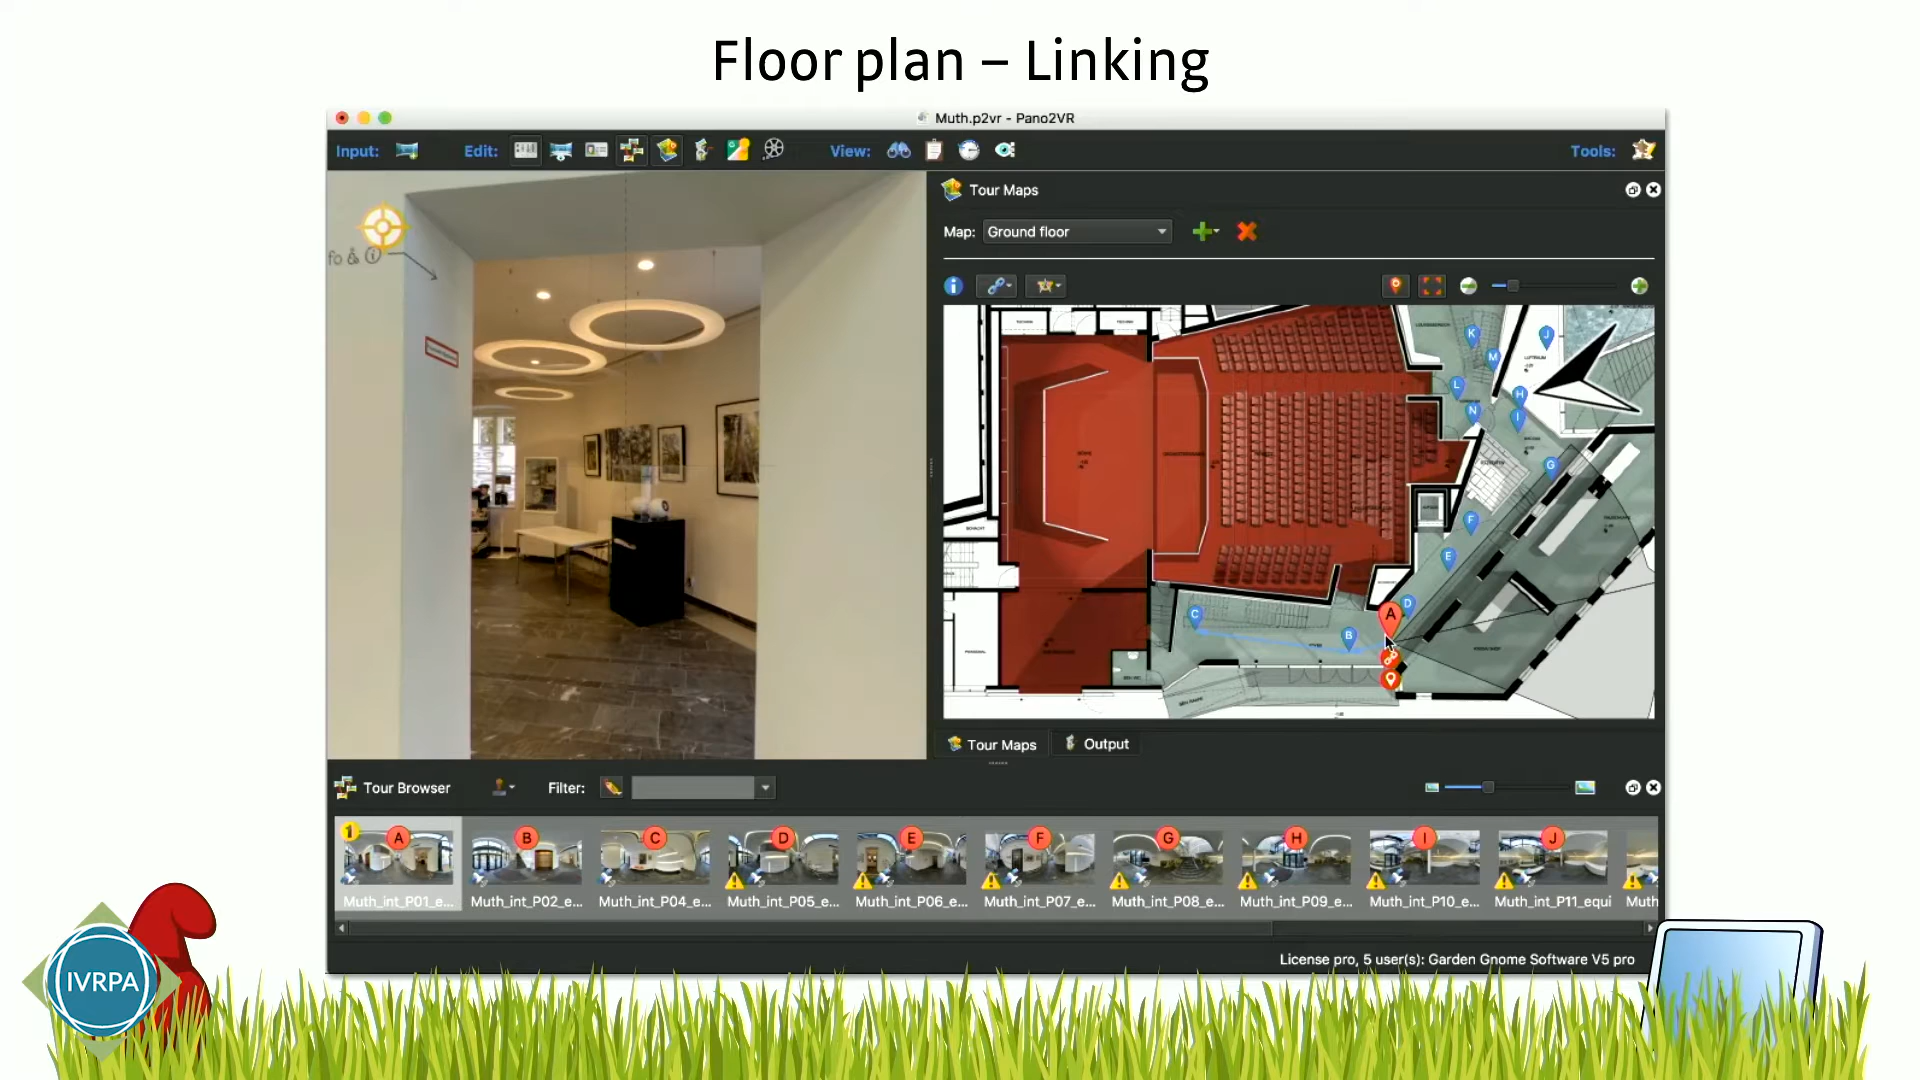 Floor plan – Linking
Muth.p2vr - Pano2VR
Input:
Edit:
View:
Tools:
Tour Maps
Map: Ground floor
K
J
M
L
H
N
I
G
F
E
D
A
C
B
Tour Maps
Output
Tour Browser
Filter:
1
A B C D E F G H I J
Muth_int_P01_e... Muth_int_P02_e... Muth_int_P04_e... Muth_int_P05_e... Muth_int_P06_e... Muth_int_P07_e... Muth_int_P08_e... Muth_int_P09_e... Muth_int_P10_e... Muth_int_P11_equi Muth
License pro, 5 user(s): Garden Gnome Software V5 pro
IVRPA